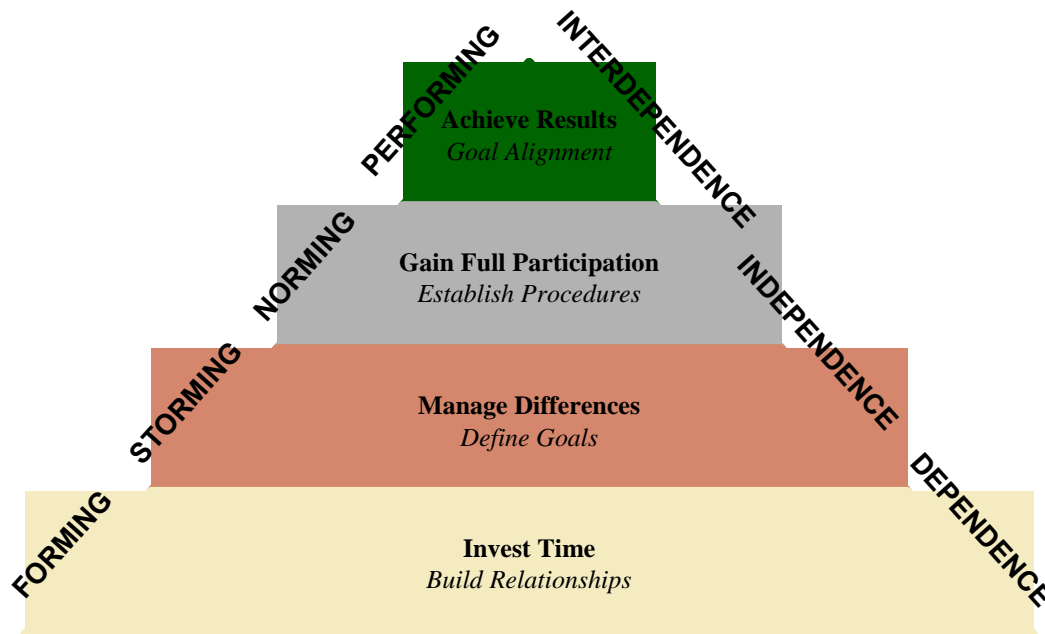 PERFORMING
INTERDEPENDENCE
Achieve Results
Goal Alignment
NORMING
Gain Full Participation
Establish Procedures
INDEPENDENCE
STORMING
Manage Differences
Define Goals
DEPENDENCE
FORMING
Invest Time
Build Relationships